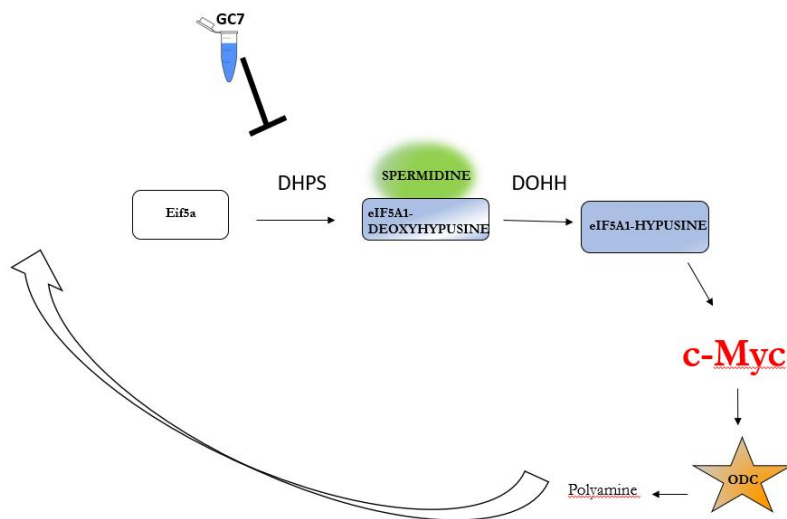 GC7
DHPS
SPERMIDINE
DOHH
Eif5a
eIF5A1-
DEOXYHYPUSINE
eIF5A1-HYPUSINE
c-Myc
ODC
Polyamine